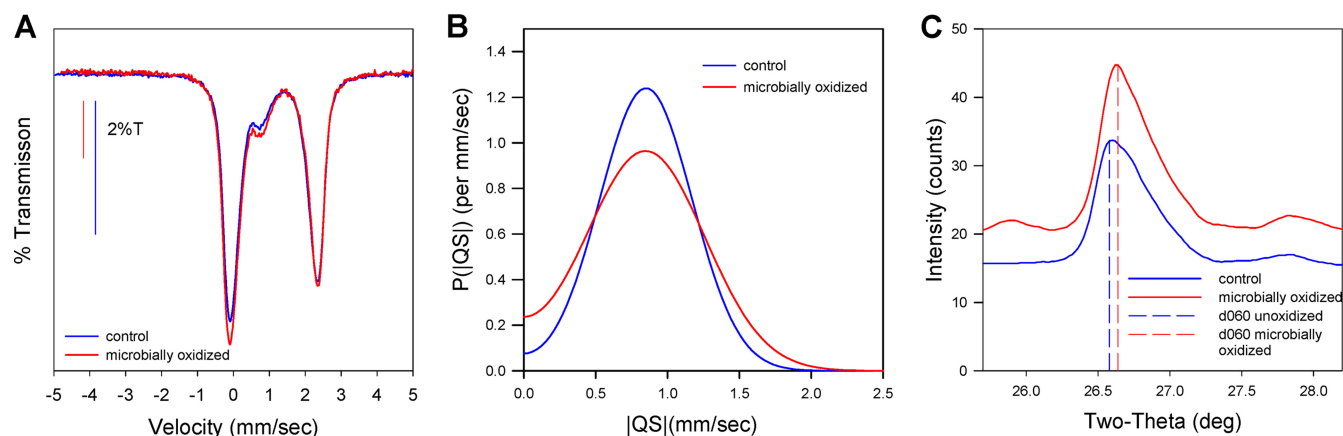 A
% Transmisson
2%T
control
microbially oxidized
-5 -4 -3 -2 -1 0 1 2 3 4 5
Velocity (mm/sec)
B
P(|QS|) (per mm/sec)
1.4
1.2
1.0
0.8
0.6
0.4
0.2
0.0
control
microbially oxidized
0.0 0.5 1.0 1.5 2.0 2.5
|QS|(mm/sec)
C
Intensity (counts)
50
40
30
20
10
0
control
microbially oxidized
d060 unoxidized
d060 microbially
oxidized
26.0 26.5 27.0 27.5 28.0
Two-Theta (deg)